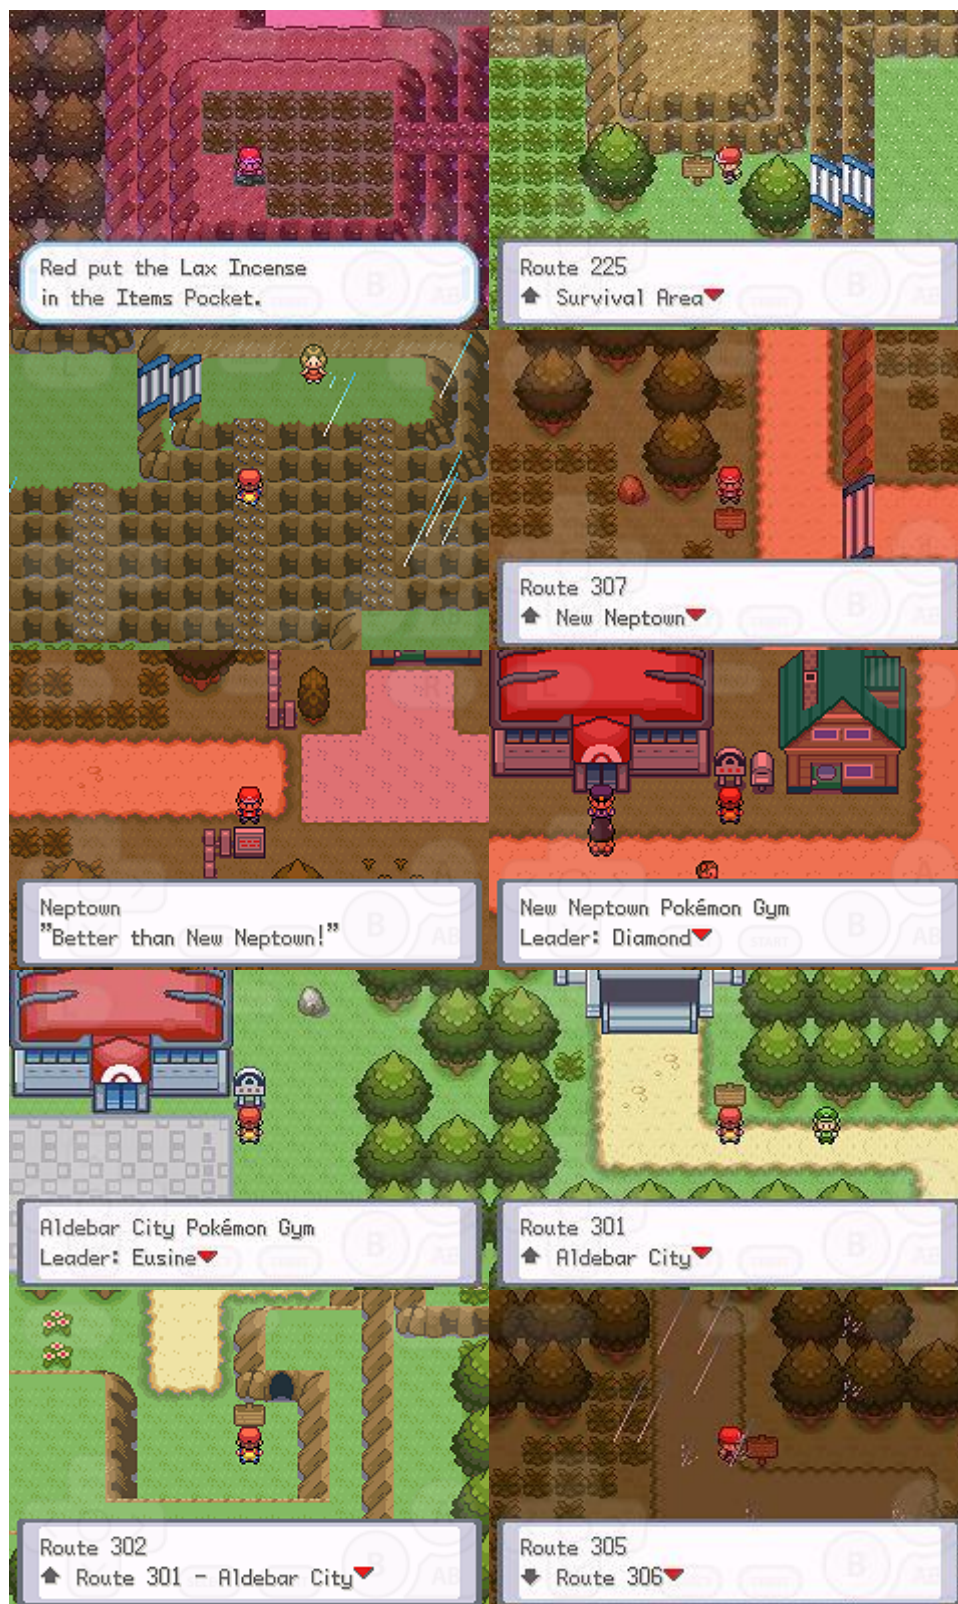 Red put the Lax Incense
in the Items Pocket.
Route 225
Survival Area
Route 307
New Neptown
Neptown
"Better than New Neptown!"
New Neptown Pokémon Gym
Leader: Diamond
Aldebar City Pokémon Gym
Leader: Eusine
Route 301
Aldebar City
Route 302
Route 301 - Aldebar City
Route 305
Route 306